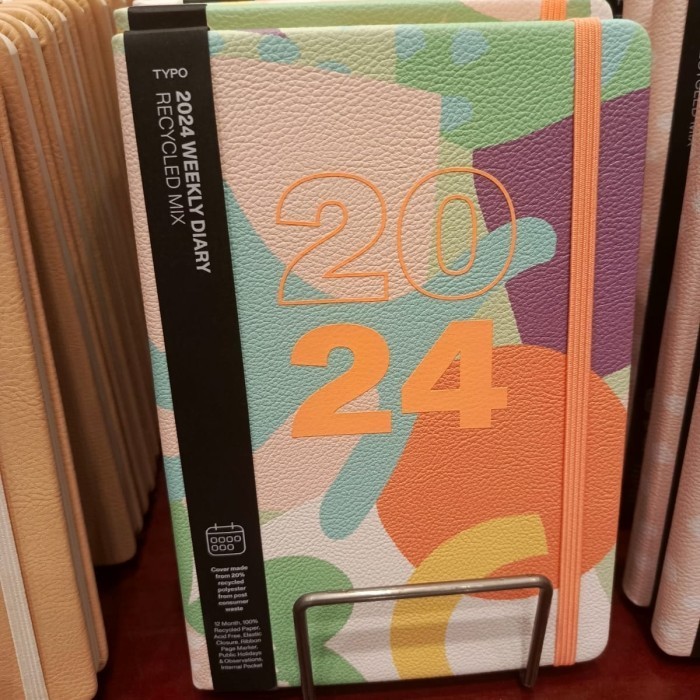 TYPO
2024 WEEKLY DIARY
RECYCLED MIX
20
24
Cover made
from 20%
recycled
polyester
from post
consumer
waste
12 Month, 100%
Recycled Paper,
Acid Free, Elastic
Closure, Ribbon
Page Marker,
Public Holidays
& Observations,
Internal Pocket